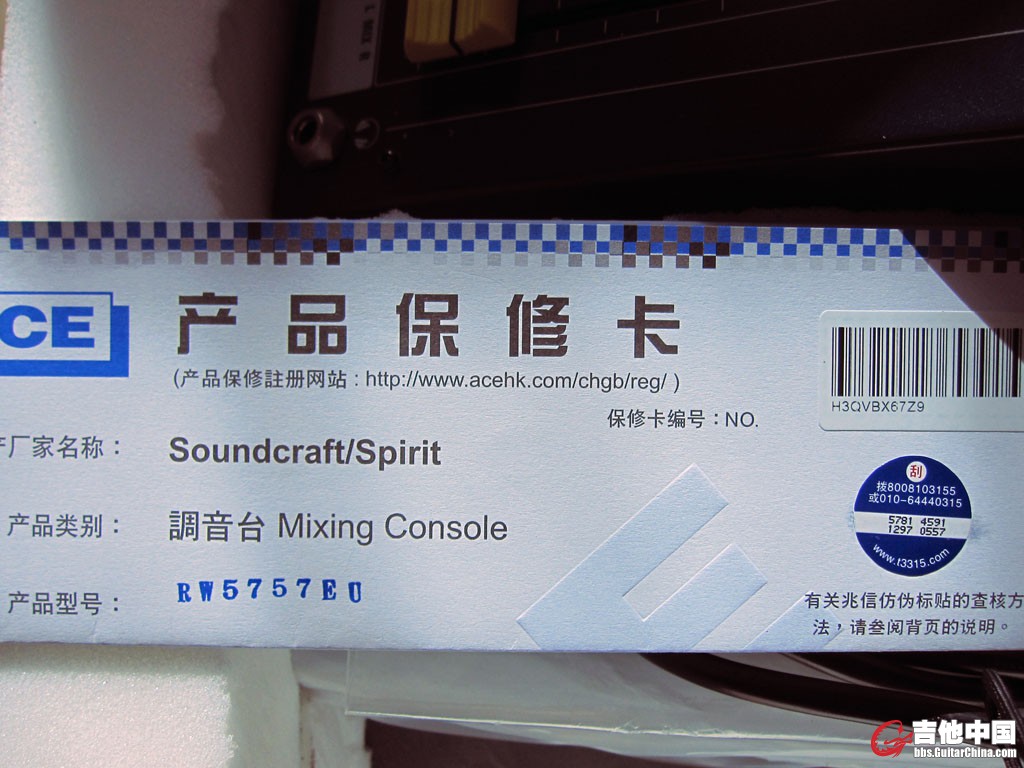 L MIX R
CE
产品保修卡
(产品保修註册网站 : http://www.acehk.com/chgb/reg/ )
保修卡编号 : NO.
H3QVBX67Z9
厂家名称 :
Soundcraft/Spirit
产品类别 :
調音台 Mixing Console
产品型号 :
RW5757EU
刮
拨8008103155
或010-64440315
5781 4591
1297 0557
www.t3315.com
有关兆信仿伪标贴的查核方
法，请叁阅背页的说明。
吉他中国
bbs.GuitarChina.com